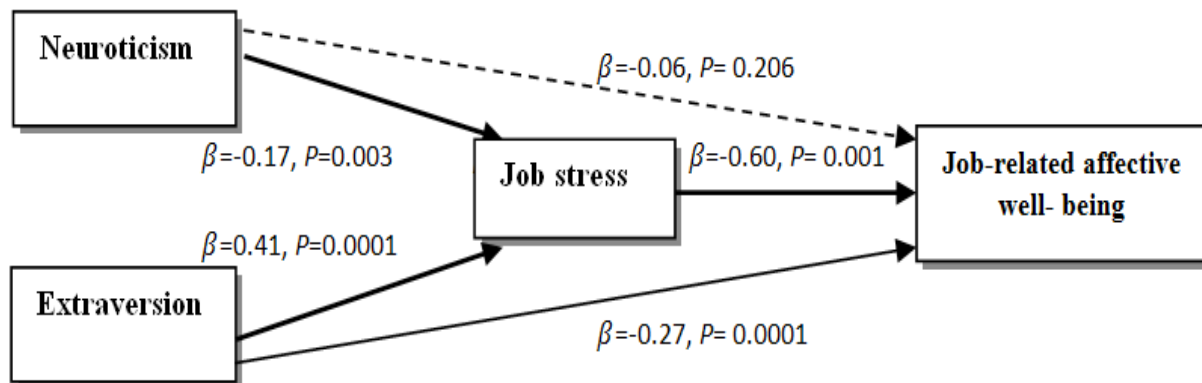 Neuroticism
β=-0.06, P= 0.206
β=-0.17, P=0.003
Job stress
β=-0.60, P= 0.001
Job-related affective
well- being
β=0.41, P=0.0001
Extraversion
β=-0.27, P= 0.0001